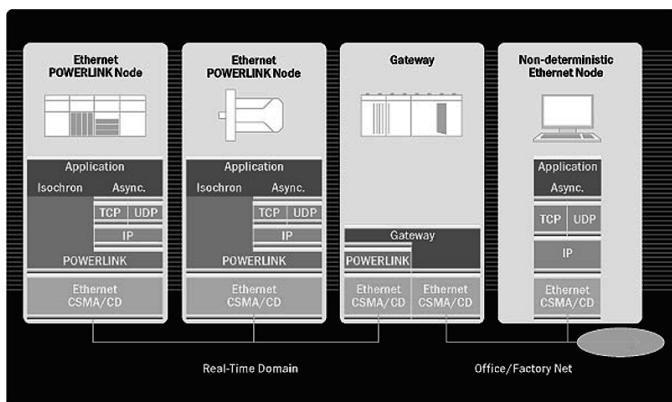 Ethernet
POWERLINK Node
Application
Isochron Async.
TCP UDP
IP
POWERLINK
Ethernet
CSMA/CD
Ethernet
POWERLINK Node
Application
Isochron Async.
TCP UDP
IP
POWERLINK
Ethernet
CSMA/CD
Gateway
Gateway
POWERLINK
Ethernet Ethernet
CSMA/CD CSMA/CD
Non-deterministic
Ethernet Node
Application
Async.
TCP UDP
IP
Ethernet
CSMA/CD
Real-Time Domain
Office/Factory Net